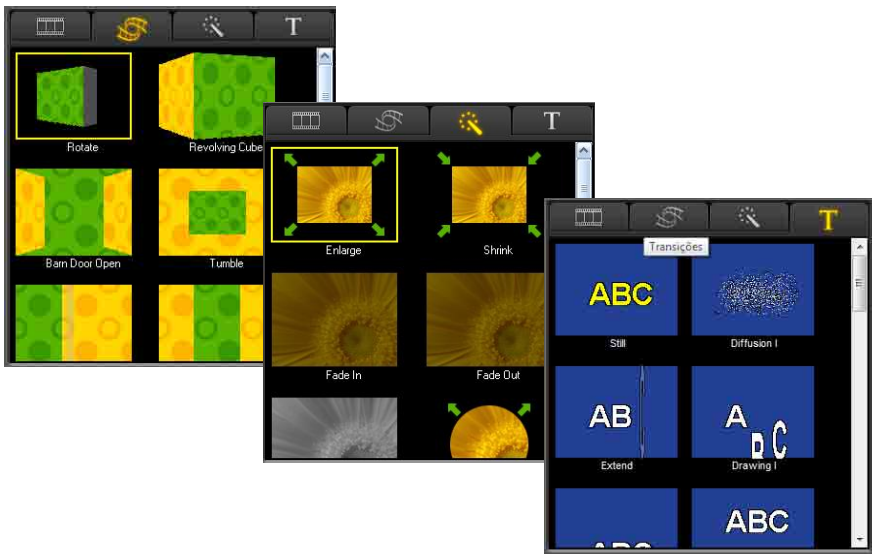 T
Rotate
Revolving Cube
Barn Door Open
Tumble
T
Enlarge
Shrink
Fade In
Fade Out
T
Transições
ABC
Still
Diffusion I
AB
Extend
A
B C
Drawing I
ABC
ABC